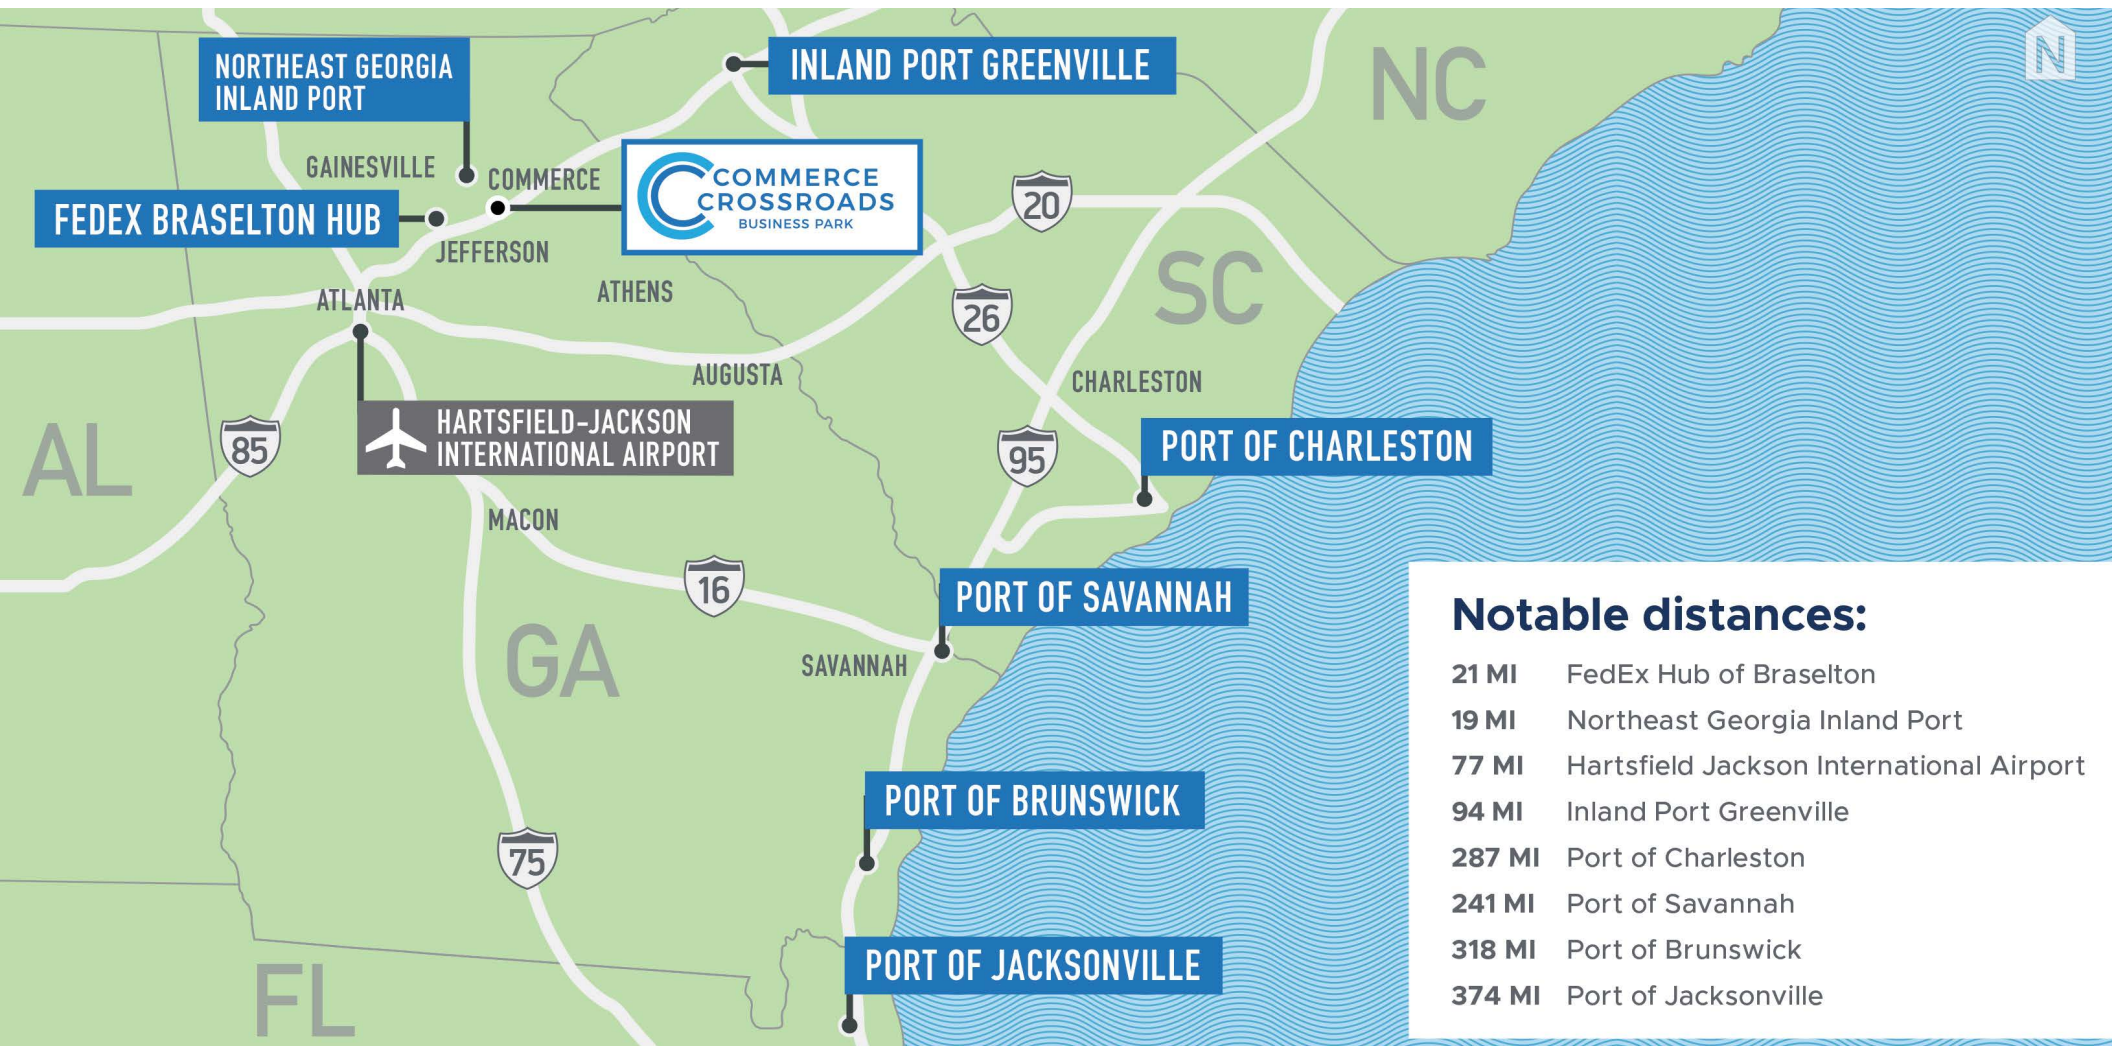 N
NORTHEAST GEORGIA
INLAND PORT
INLAND PORT GREENVILLE
NC
GAINESVILLE
COMMERCE
COMMERCE
CROSSROADS
BUSINESS PARK
20
FEDEX BRASELTON HUB
JEFFERSON
SC
ATLANTA
ATHENS
26
AUGUSTA
CHARLESTON
AL
85
HARTSFIELD-JACKSON
INTERNATIONAL AIRPORT
95
PORT OF CHARLESTON
MACON
16
PORT OF SAVANNAH
GA
SAVANNAH
PORT OF BRUNSWICK
75
PORT OF JACKSONVILLE
FL
Notable distances:
21 MI FedEx Hub of Braselton
19 MI Northeast Georgia Inland Port
77 MI Hartsfield Jackson International Airport
94 MI Inland Port Greenville
287 MI Port of Charleston
241 MI Port of Savannah
318 MI Port of Brunswick
374 MI Port of Jacksonville